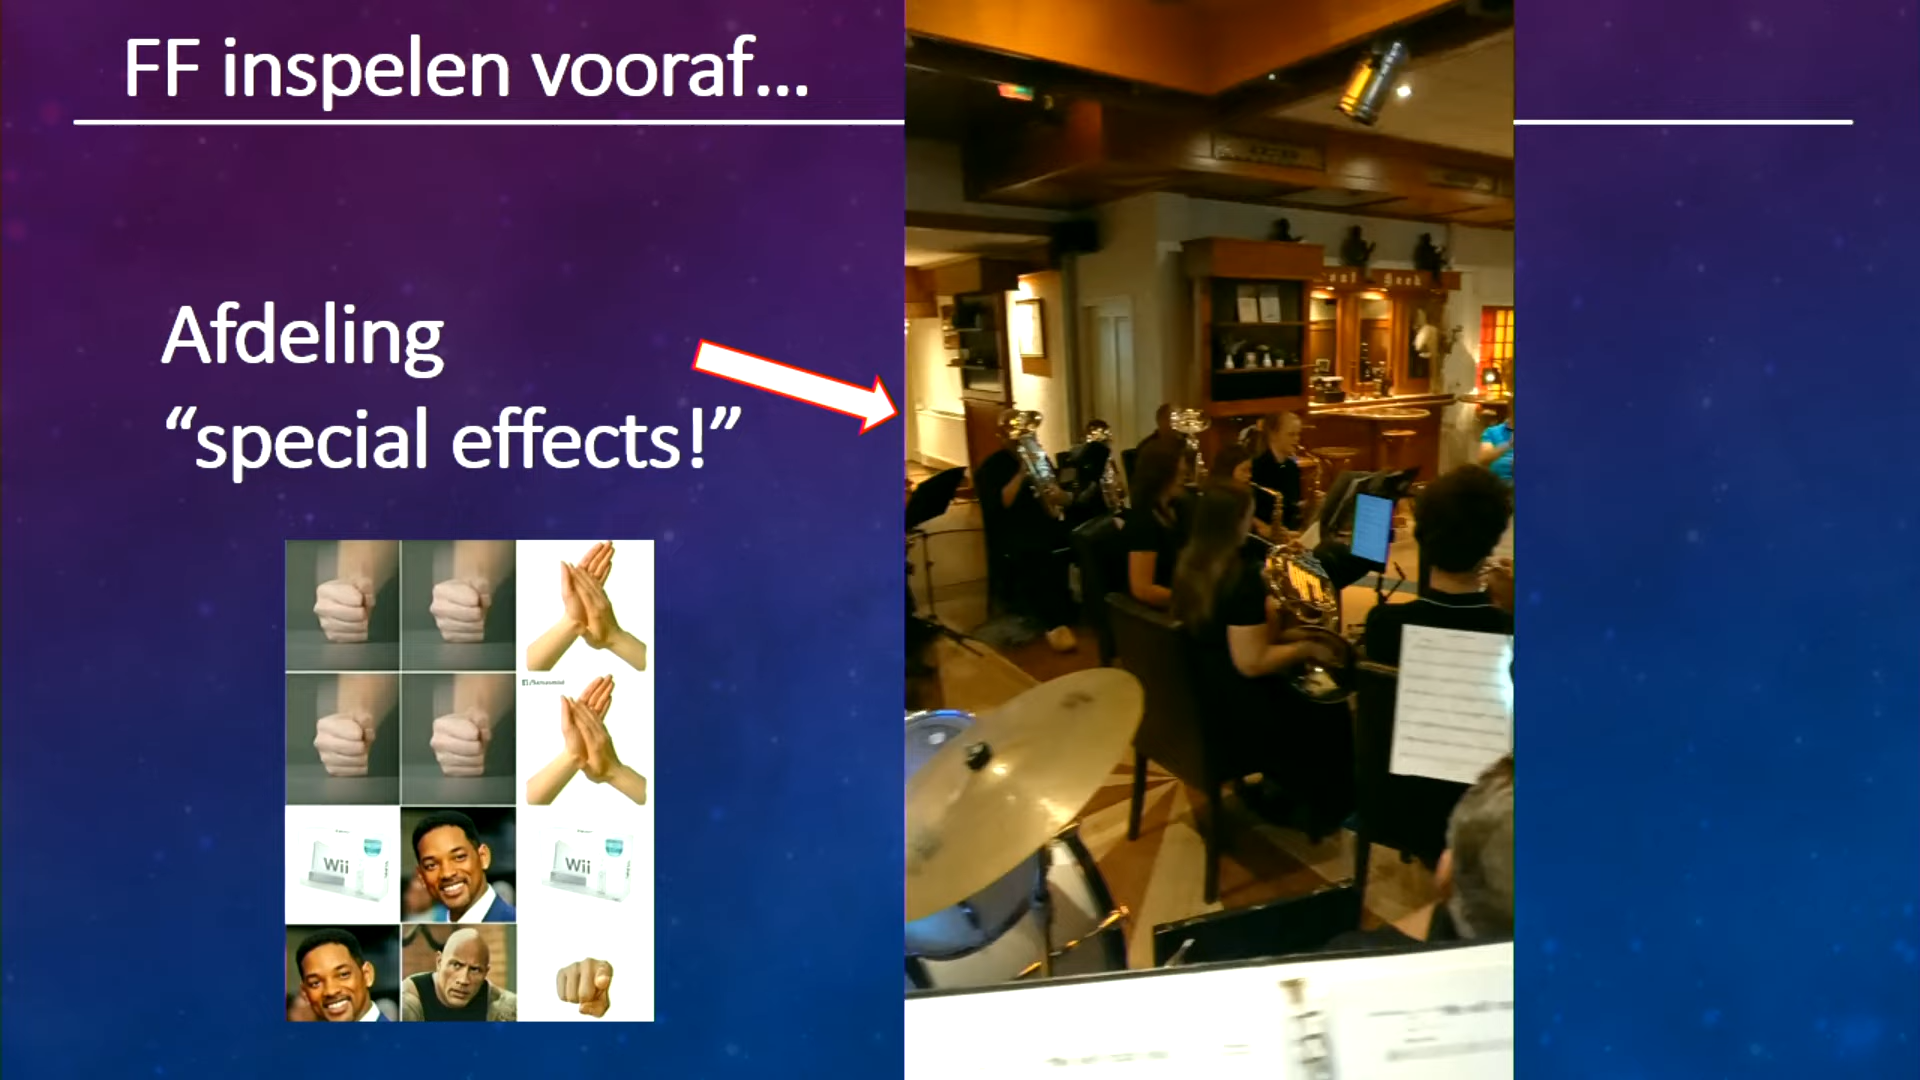 FF inspelen vooraf...
Afdeling
“special effects!”
Wii
Wii